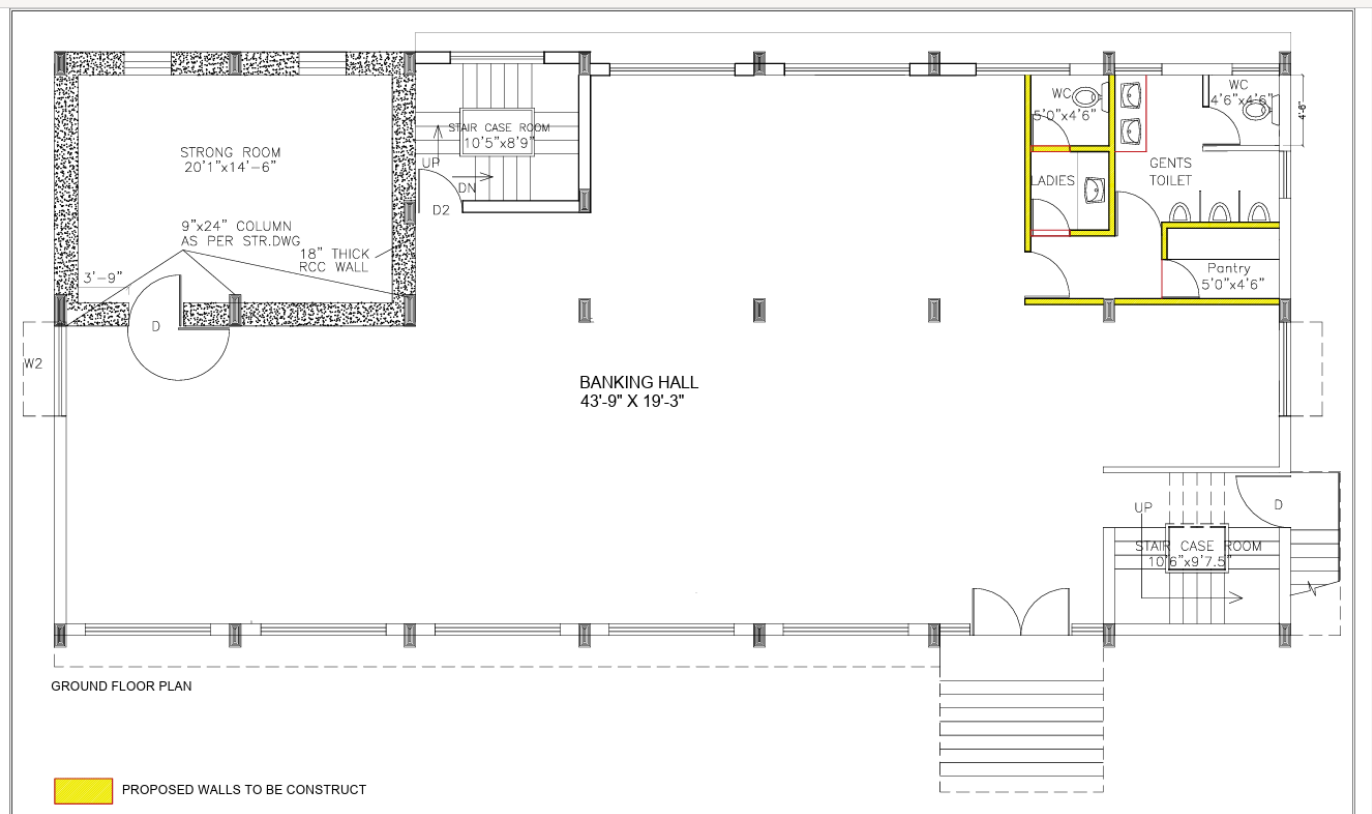 WC
5'0"x4'6"
WC
4'6"x4'6"
4'-6"
STAIR CASE ROOM
10'5"x8'9"
UP
DN
D2
STRONG ROOM
20'1"x14'-6"
9"x24" COLUMN
AS PER STR.DWG
18" THICK
RCC WALL
3'-9"
D
LADIES
GENTS
TOILET
Pantry
5'0"x4'6"
W2
BANKING HALL
43'-9" X 19'-3"
UP
D
STAIR CASE ROOM
10'6"x9'7.5"
GROUND FLOOR PLAN
PROPOSED WALLS TO BE CONSTRUCT